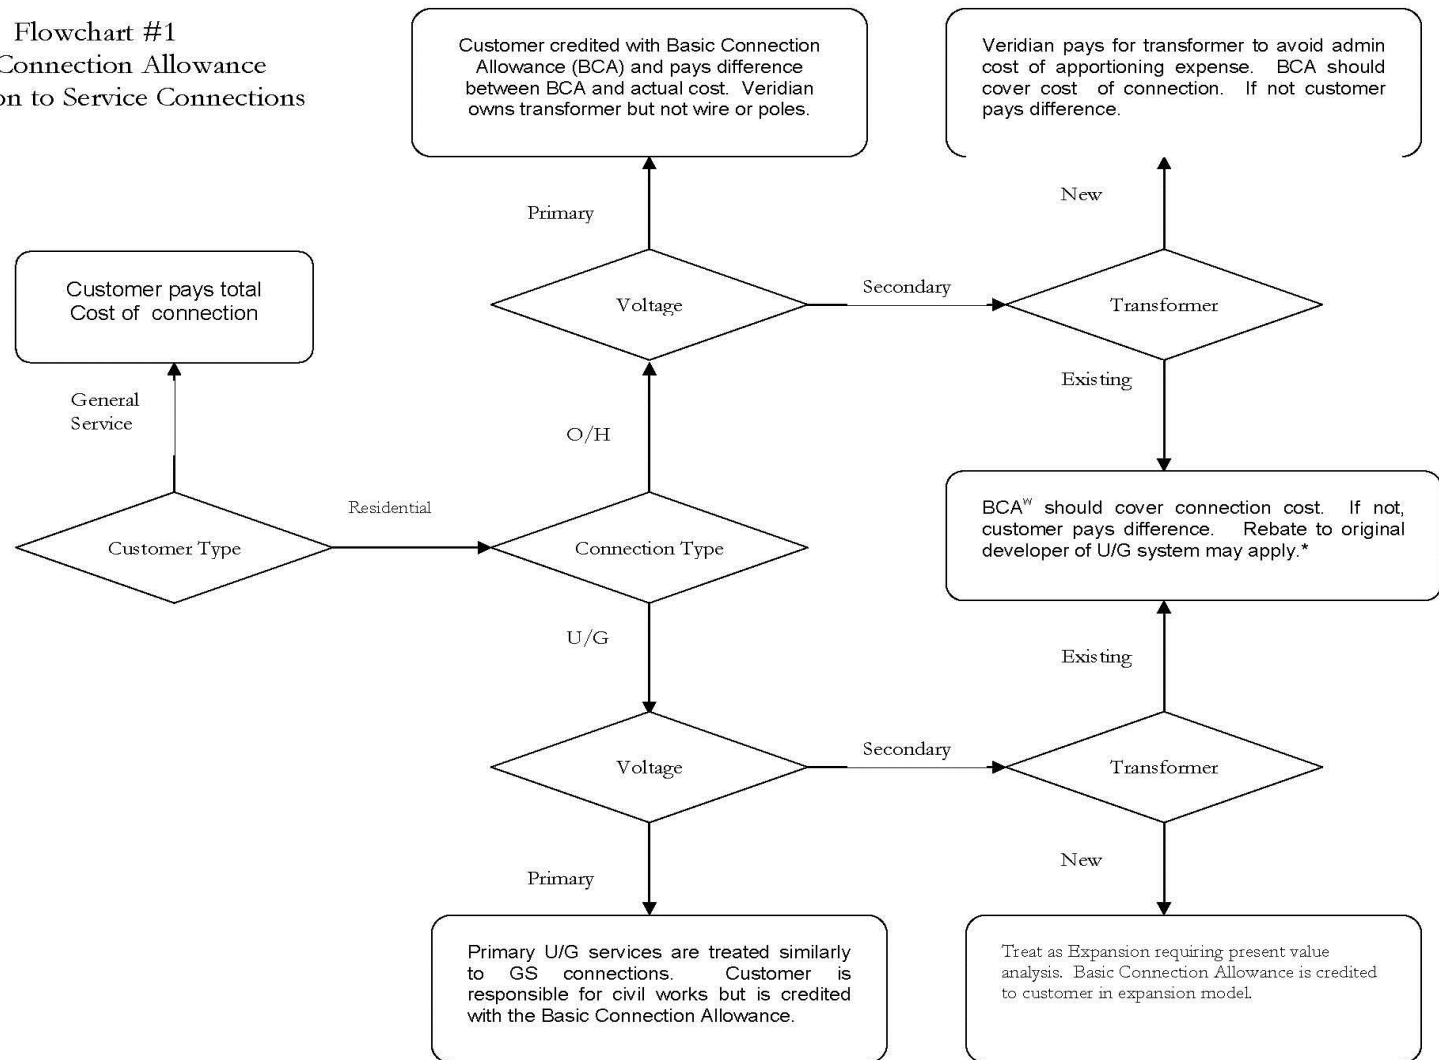 Flowchart #1
Connection Allowance
on to Service Connections
Customer credited with Basic Connection
Allowance (BCA) and pays difference
between BCA and actual cost. Veridian
owns transformer but not wire or poles.
Veridian pays for transformer to avoid admin
cost of apportioning expense. BCA should
cover cost of connection. If not customer
pays difference.
Primary
New
Customer pays total
Cost of connection
Voltage
Secondary
Transformer
General
Service
Existing
O/H
BCAʷ should cover connection cost. If not,
customer pays difference. Rebate to original
developer of U/G system may apply.*
Customer Type
Residential
Connection Type
U/G
Existing
Voltage
Secondary
Transformer
Primary
New
Primary U/G services are treated similarly
to GS connections. Customer is
responsible for civil works but is credited
with the Basic Connection Allowance.
Treat as Expansion requiring present value
analysis. Basic Connection Allowance is credited
to customer in expansion model.